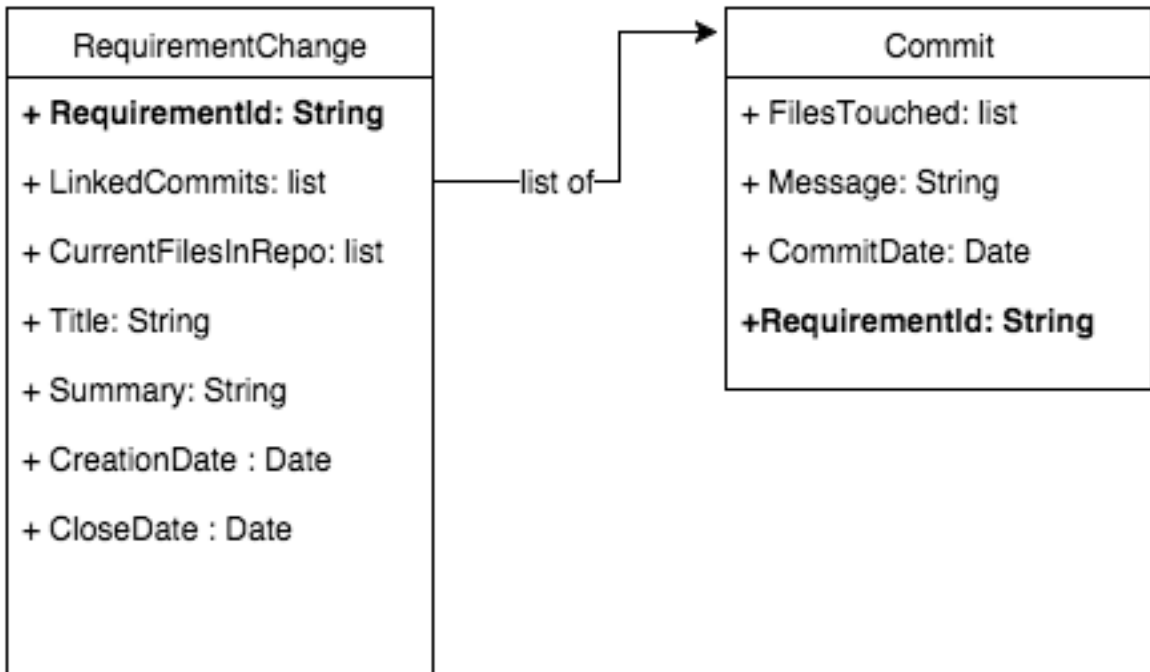 RequirementChange
+ RequirementId: String
+ LinkedCommits: list
+ CurrentFilesInRepo: list
+ Title: String
+ Summary: String
+ CreationDate : Date
+ CloseDate : Date
list of
Commit
+ FilesTouched: list
+ Message: String
+ CommitDate: Date
+RequirementId: String